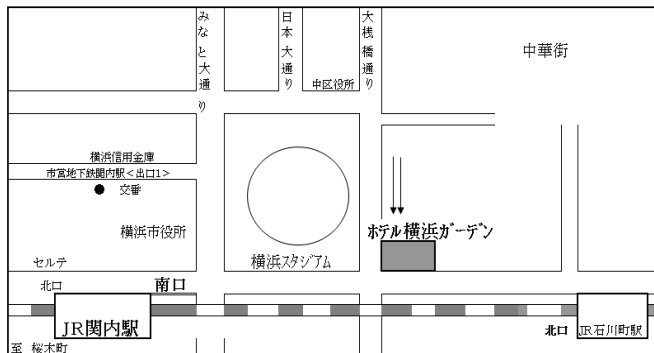 みなと大通り
日本大通り
大桟橋通り
中華街
中区役所
横浜信用金庫
市営地下鉄関内駅<出口1>
交番
横浜市役所
ホテル横浜ガーデン
セルテ
横浜スタジアム
北口
南口
JR関内駅
北口
JR石川町駅
至 桜木町